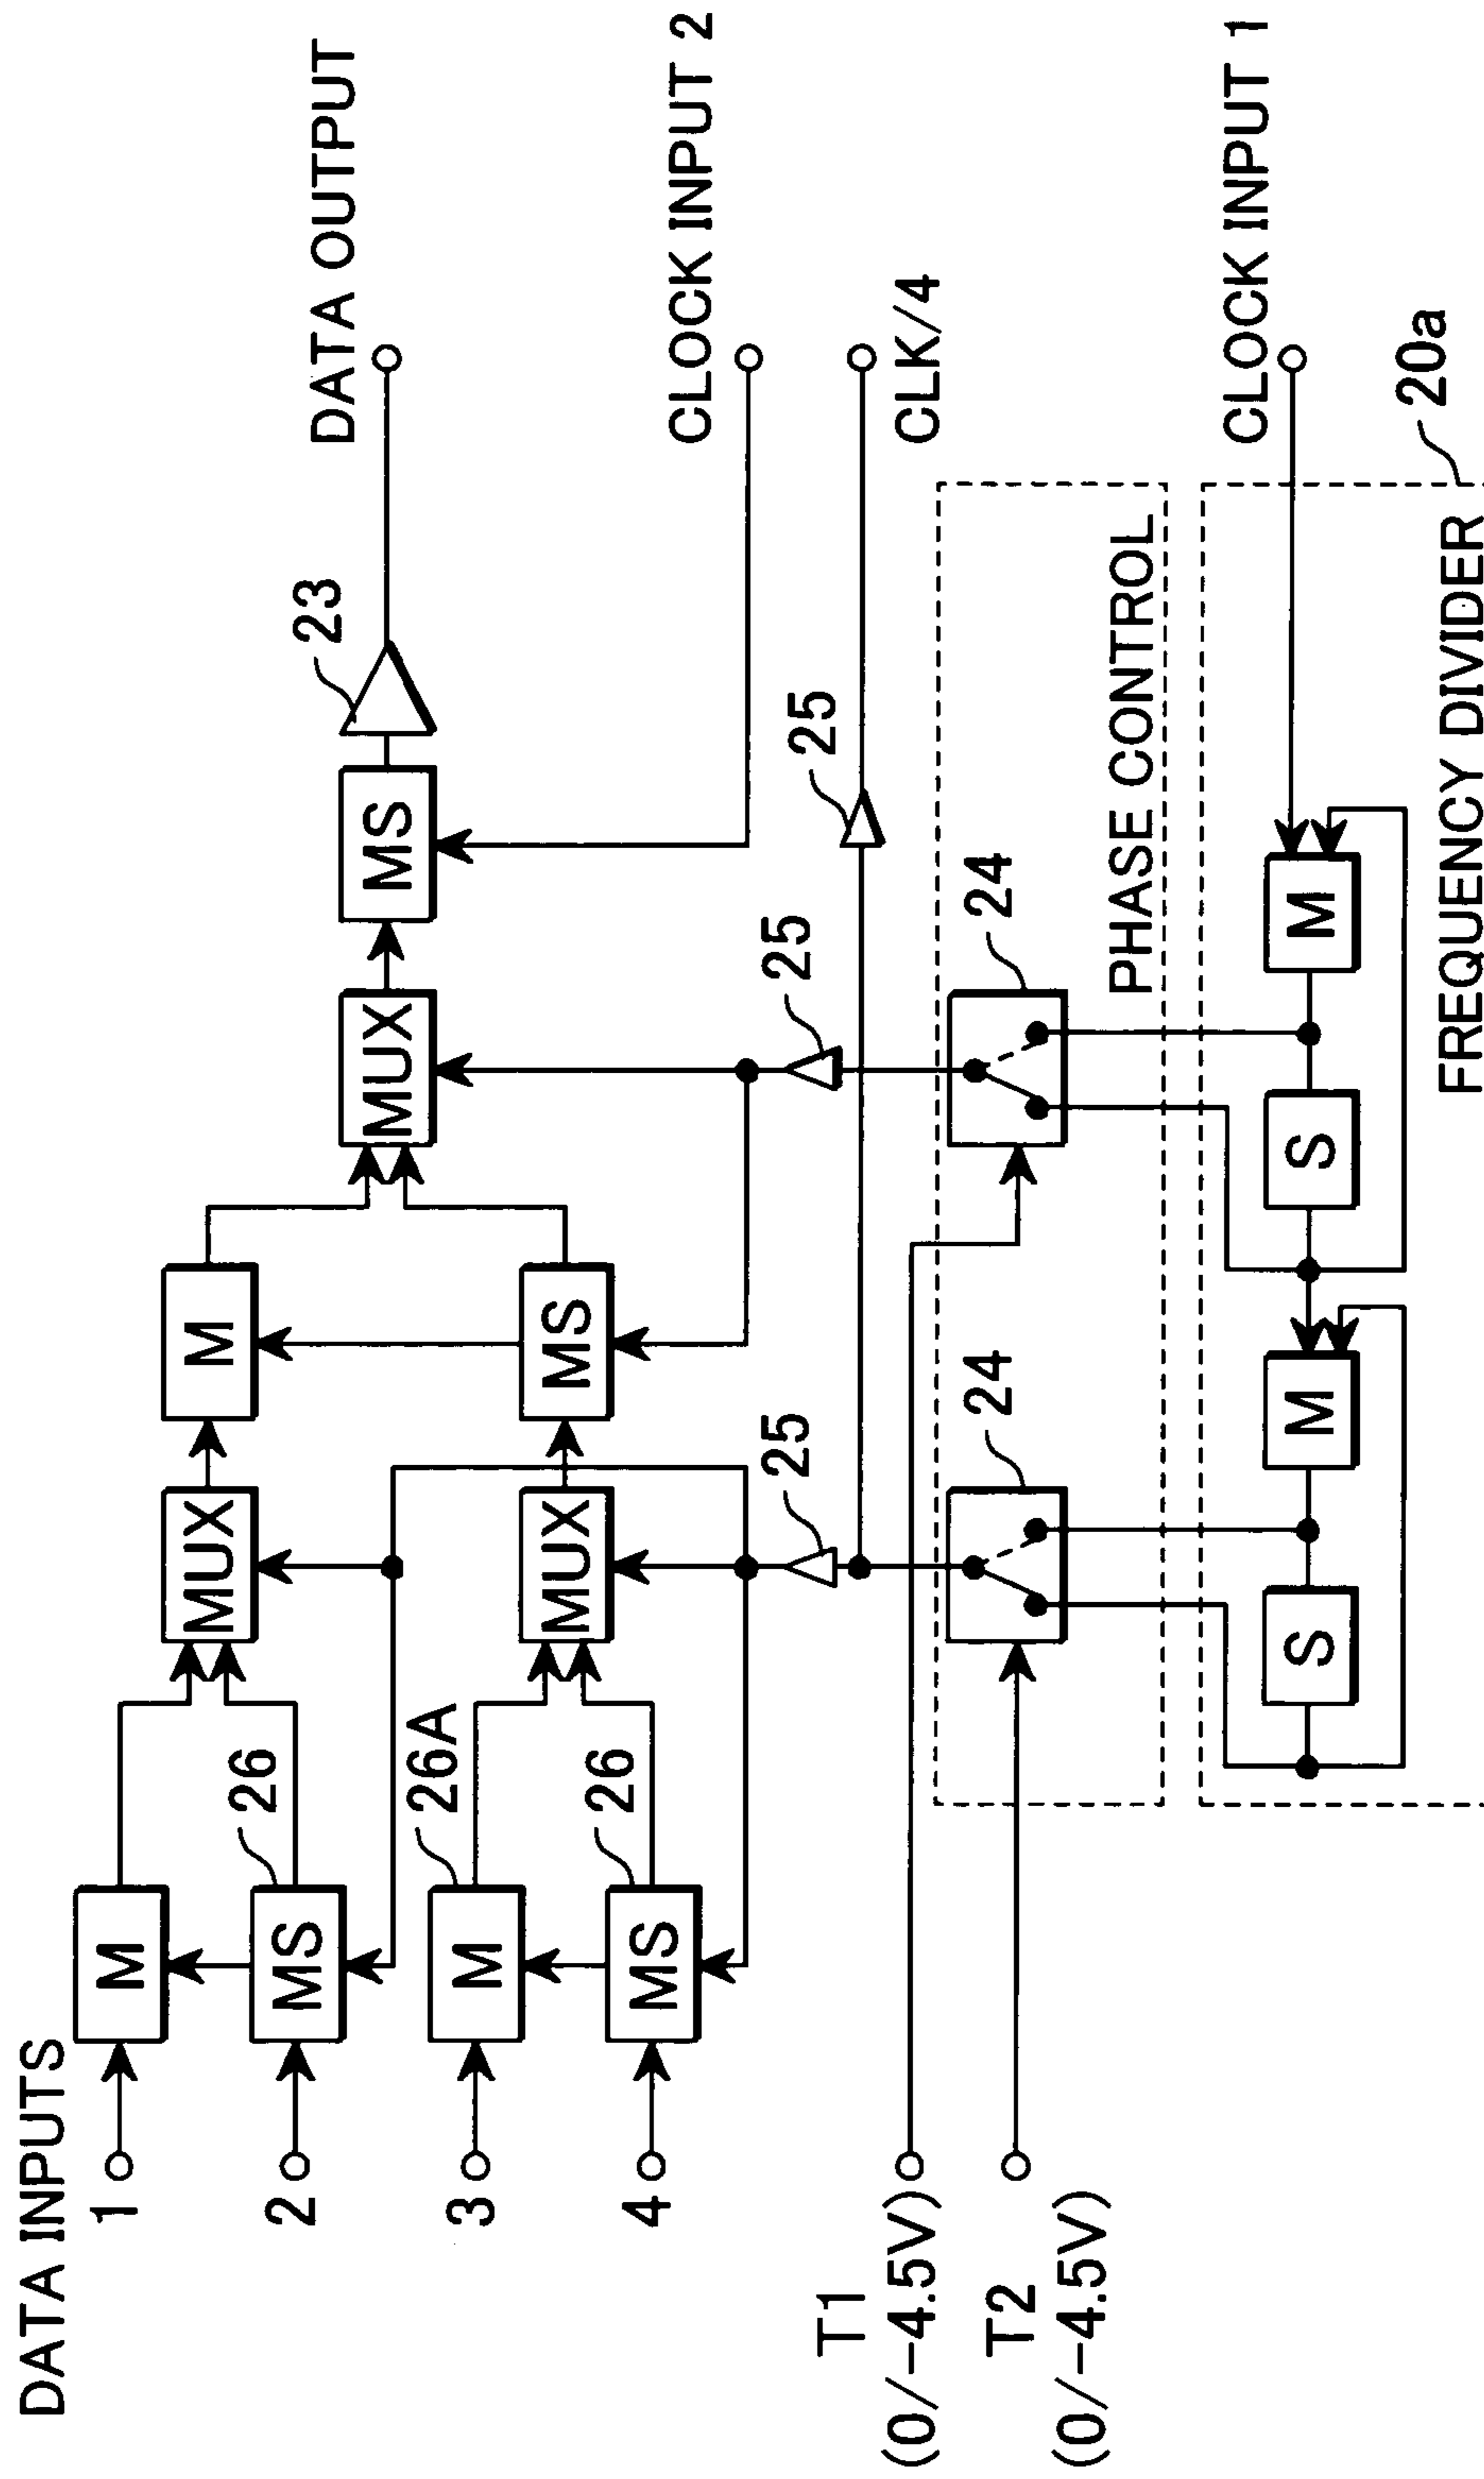 DATA INPUTS
1
2
3
4
M
MS
26
M
26A
MS
26
MUX
MUX
M
MS
MUX
MS
23
DATA OUTPUT
CLOCK INPUT 2
25
25
25
CLK/4
T1
(0/-4.5V)
T2
(0/-4.5V)
24
24
PHASE CONTROL
S
M
S
M
CLOCK INPUT 1
20a
FREQUENCY DIVIDER